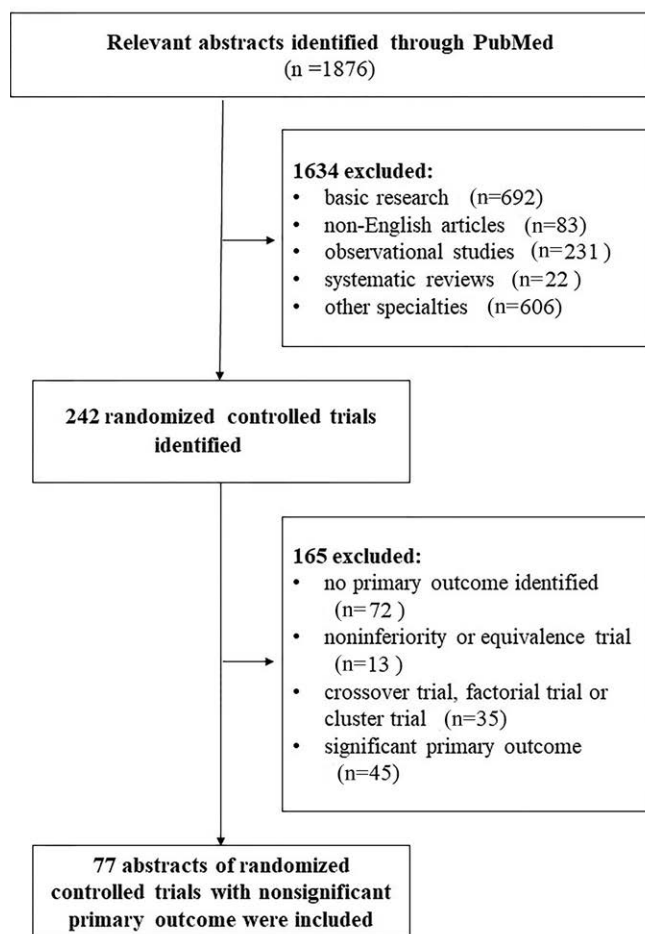 Relevant abstracts identified through PubMed
(n =1876)
1634 excluded:
• basic research (n=692)
• non-English articles (n=83)
• observational studies (n=231 )
• systematic reviews (n=22 )
• other specialties (n=606)
242 randomized controlled trials
identified
165 excluded:
• no primary outcome identified
(n=72 )
• noninferiority or equivalence trial
(n=13 )
• crossover trial, factorial trial or
cluster trial (n=35)
• significant primary outcome
(n=45)
77 abstracts of randomized
controlled trials with nonsignificant
primary outcome were included